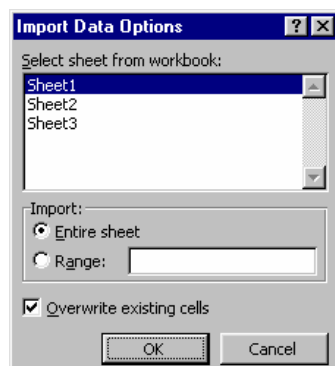 Import Data Options
Select sheet from workbook:
Sheet1
Sheet2
Sheet3
Import:
Entire sheet
Range:
Overwrite existing cells
OK Cancel